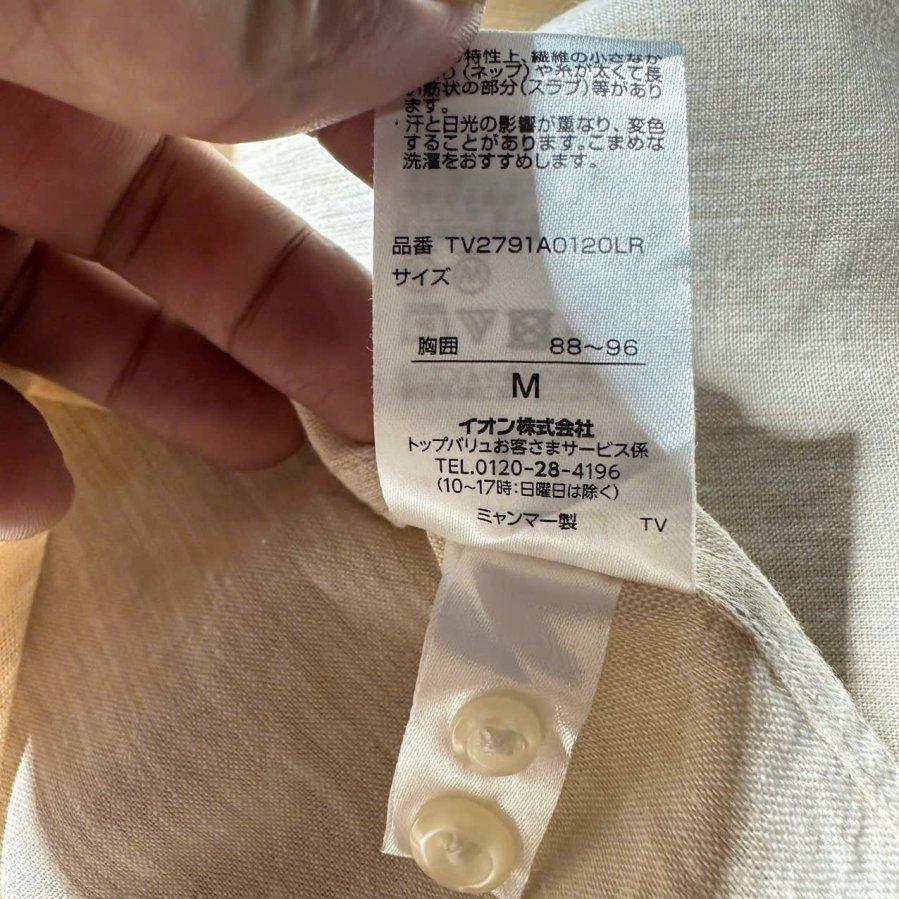 特性上、繊維の小さなか
(ネップ)や糸が太くて長
い筋状の部分(スラブ)等があり
ます。
・汗と日光の影響が重なり、変色
することがあります。こまめな
洗濯をおすすめします。
品番 TV2791A0120LR
サイズ
胸囲 88～96
M
イオン株式会社
トップバリュお客さまサービス係
TEL.0120-28-4196
(10～17時:日曜日は除く)
ミャンマー製 TV